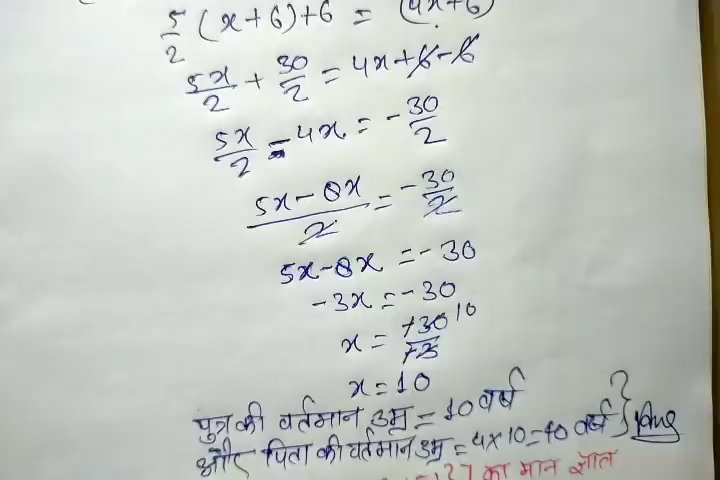 5/2 (x+6)+6 = (4x+6)
5x/2 + 30/2 = 4x+6-6
5x/2 - 4x = -30/2
5x-8x/2 = -30/2
5x-8x = -30
-3x = -30
x = -30/-3 10
x = 10
पुत्र की वर्तमान उम्र = 10 वर्ष
और पिता की वर्तमान उम्र = 4×10=40 वर्ष } Ans
का मान ज्ञात